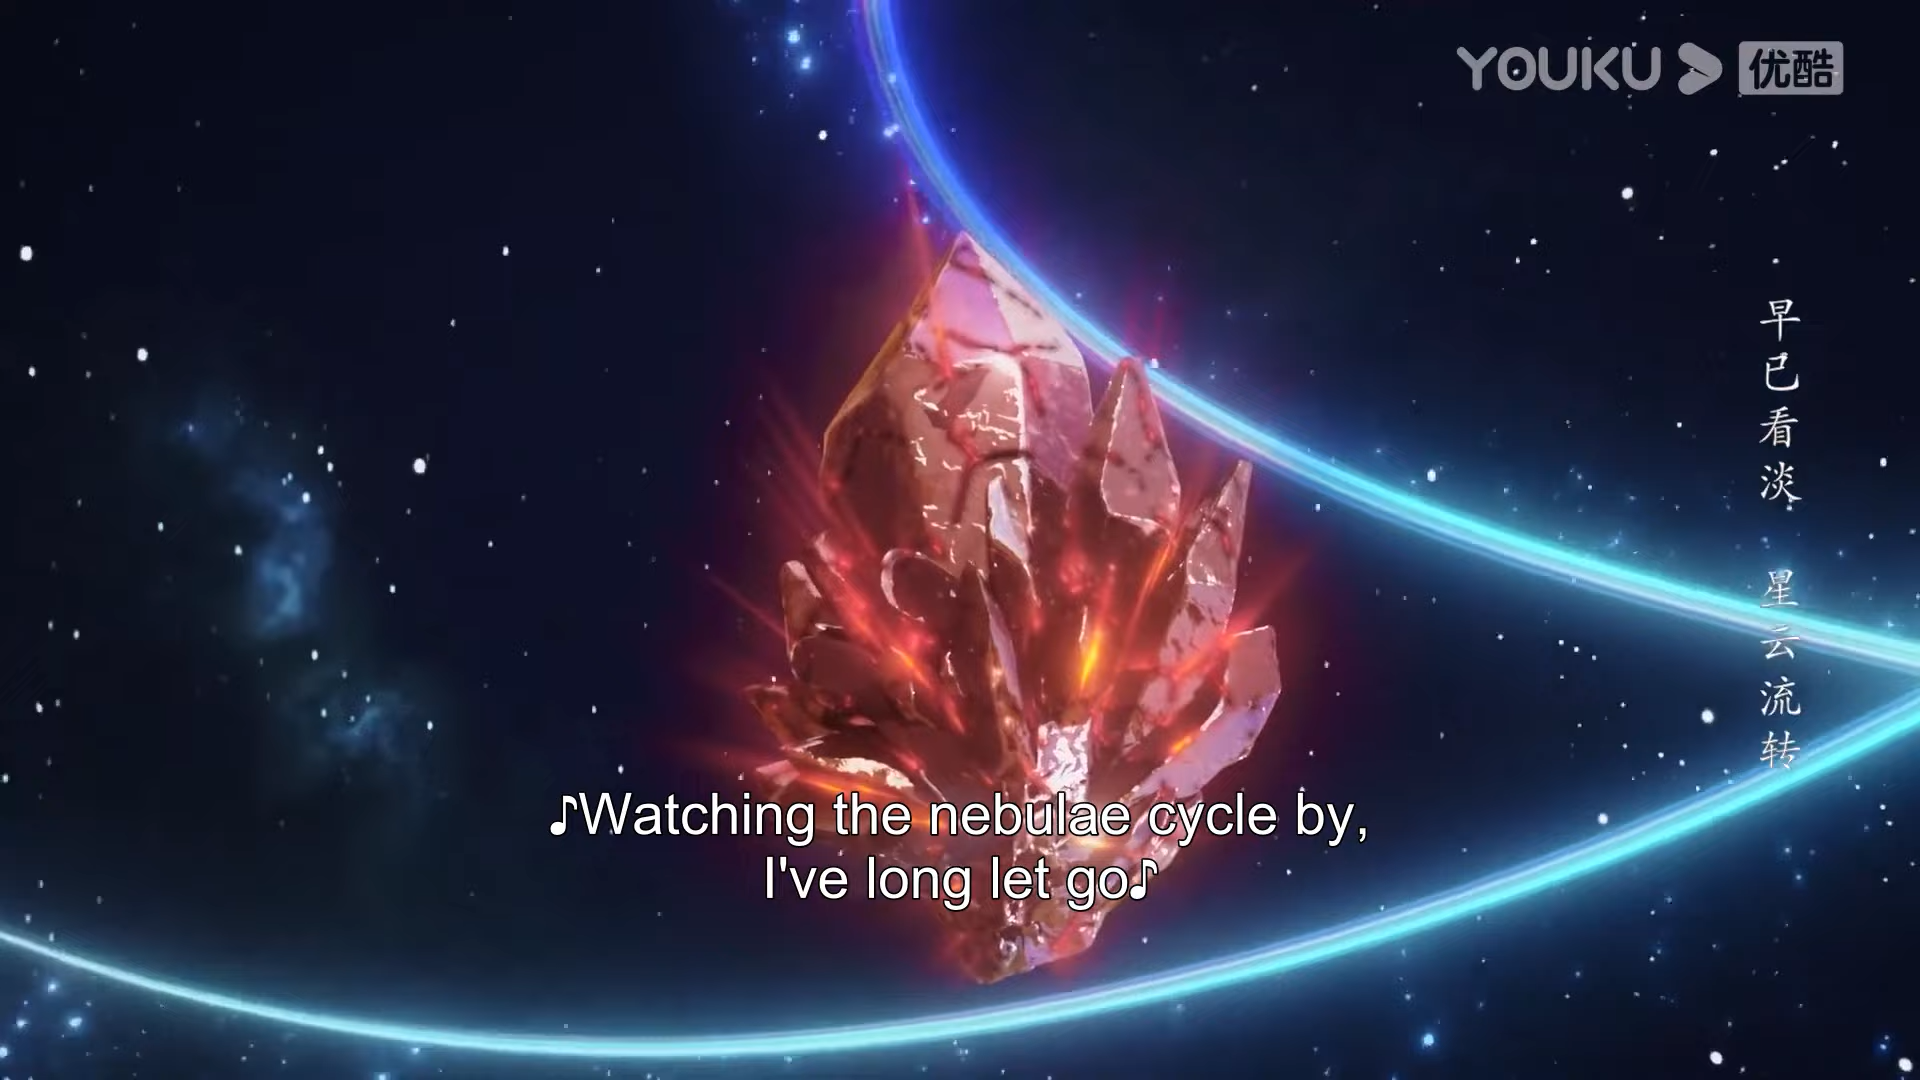 YOUKU 优酷
早已看淡 星云流转
♪Watching the nebulae cycle by,
I've long let go♪